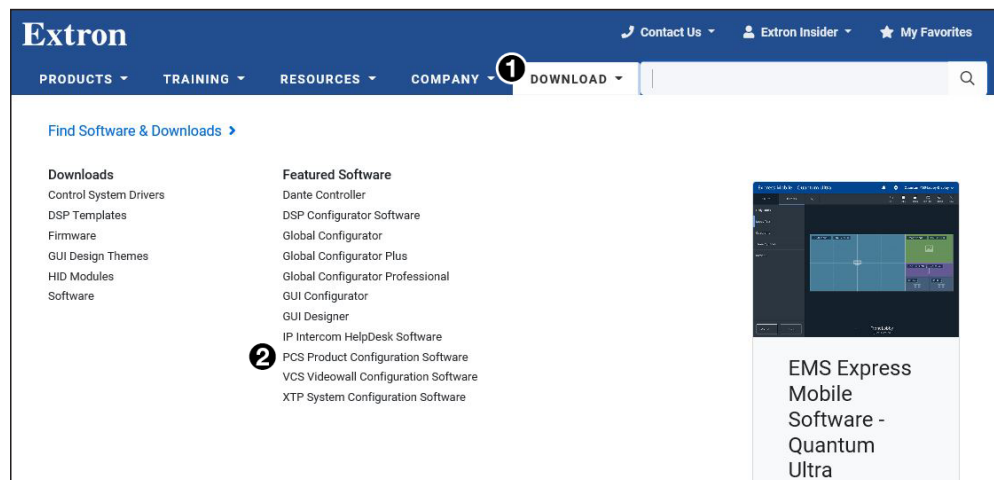 Extron
Contact Us
Extron Insider
My Favorites
PRODUCTS
TRAINING
RESOURCES
COMPANY
1
DOWNLOAD
Find Software & Downloads
Downloads
Control System Drivers
DSP Templates
Firmware
GUI Design Themes
HID Modules
Software
Featured Software
Dante Controller
DSP Configurator Software
Global Configurator
Global Configurator Plus
Global Configurator Professional
GUI Configurator
GUI Designer
IP Intercom HelpDesk Software
2
PCS Product Configuration Software
VCS Videowall Configuration Software
XTP System Configuration Software
EMS Express
Mobile
Software -
Quantum
Ultra